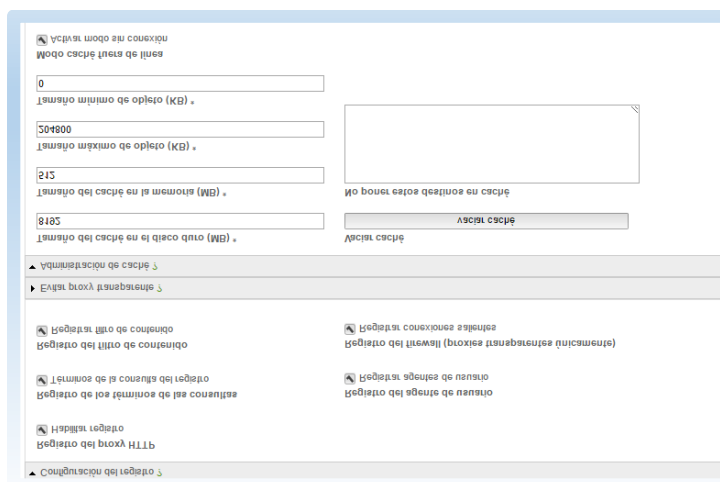 Configuración del registro ?
Registro del proxy HTTP
Habilitar registro
Registro de los términos de las consultas
Términos de la consulta del registro
Registro del agente de usuario
Registrar agentes de usuario
Registro del filtro de contenido
Registrar filtro de contenido
Registro del firewall (proxies transparentes únicamente)
Registrar conexiones salientes
Evitar proxy transparente ?
Administración de caché ?
Tamaño del caché en el disco duro (MB) *
8192
Vaciar caché
vaciar caché
Tamaño del caché en la memoria (MB) *
512
No poner estos destinos en caché
Tamaño máximo de objeto (KB) *
204800
Tamaño mínimo de objeto (KB) *
0
Modo caché fuera de línea
Activar modo sin conexión